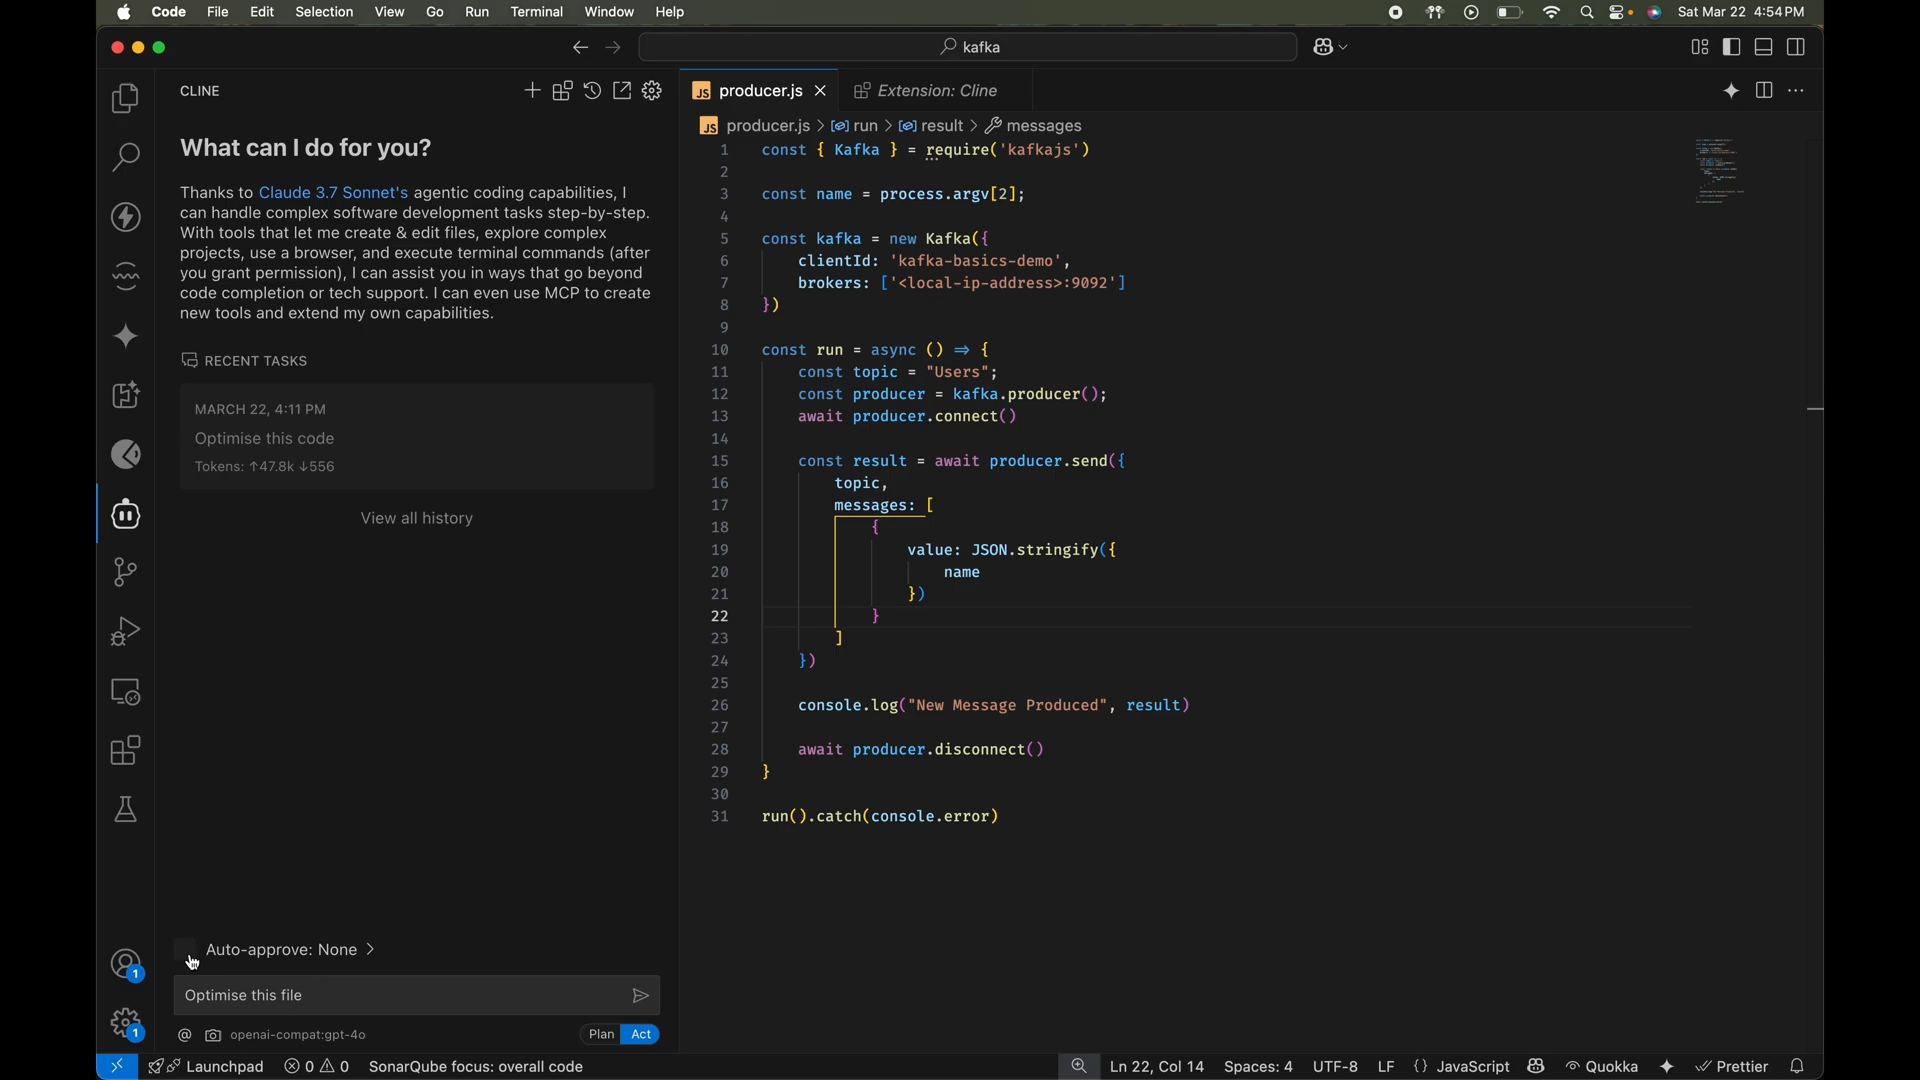 Code File Edit Selection View Go Run Terminal Window Help Sat Mar 22 4:54 PM
kafka
CLINE
What can I do for you?
Thanks to Claude 3.7 Sonnet's agentic coding capabilities, I
can handle complex software development tasks step-by-step.
With tools that let me create & edit files, explore complex
projects, use a browser, and execute terminal commands (after
you grant permission), I can assist you in ways that go beyond
code completion or tech support. I can even use MCP to create
new tools and extend my own capabilities.
RECENT TASKS
MARCH 22, 4:11 PM
Optimise this code
Tokens: ↑47.8k ↓556
View all history
Auto-approve: None >
Optimise this file
@ openai-compat:gpt-4o Plan Act
1
1
JS producer.js Extension: Cline
JS producer.js > run > result > messages
1 const { Kafka } = require('kafkajs')
2
3 const name = process.argv[2];
4
5 const kafka = new Kafka({
6 clientId: 'kafka-basics-demo',
7 brokers: ['<local-ip-address>:9092']
8 })
9
10 const run = async () => {
11 const topic = "Users";
12 const producer = kafka.producer();
13 await producer.connect()
14
15 const result = await producer.send({
16 topic,
17 messages: [
18 {
19 value: JSON.stringify({
20 name
21 })
22 }
23 ]
24 })
25
26 console.log("New Message Produced", result)
27
28 await producer.disconnect()
29 }
30
31 run().catch(console.error)
Launchpad 0 0 SonarQube focus: overall code Ln 22, Col 14 Spaces: 4 UTF-8 LF {} JavaScript Quokka Prettier